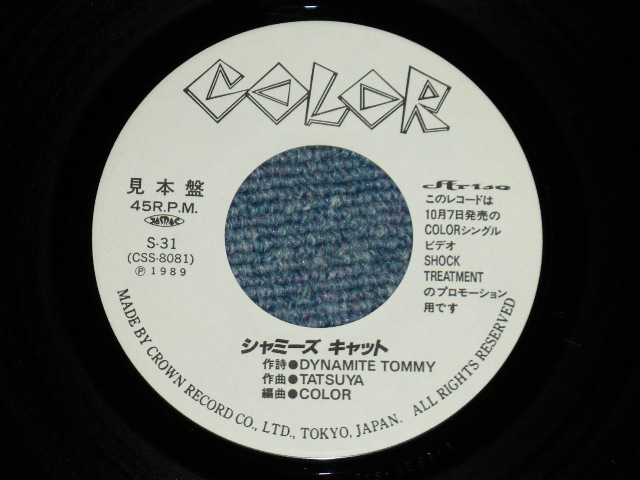 COLOR
見本盤
45R.P.M.
JASRAC
S-31
(CSS-8081)
Ⓟ1989
Arise
このレコードは
10月7日発売の
COLORシングル
ビデオ
SHOCK
TREATMENT
のプロモーション
用です
シャミーズ キャット
作詩●DYNAMITE TOMMY
作曲●TATSUYA
編曲●COLOR
MADE BY CROWN RECORD CO., LTD., TOKYO, JAPAN. ALL RIGHTS RESERVED